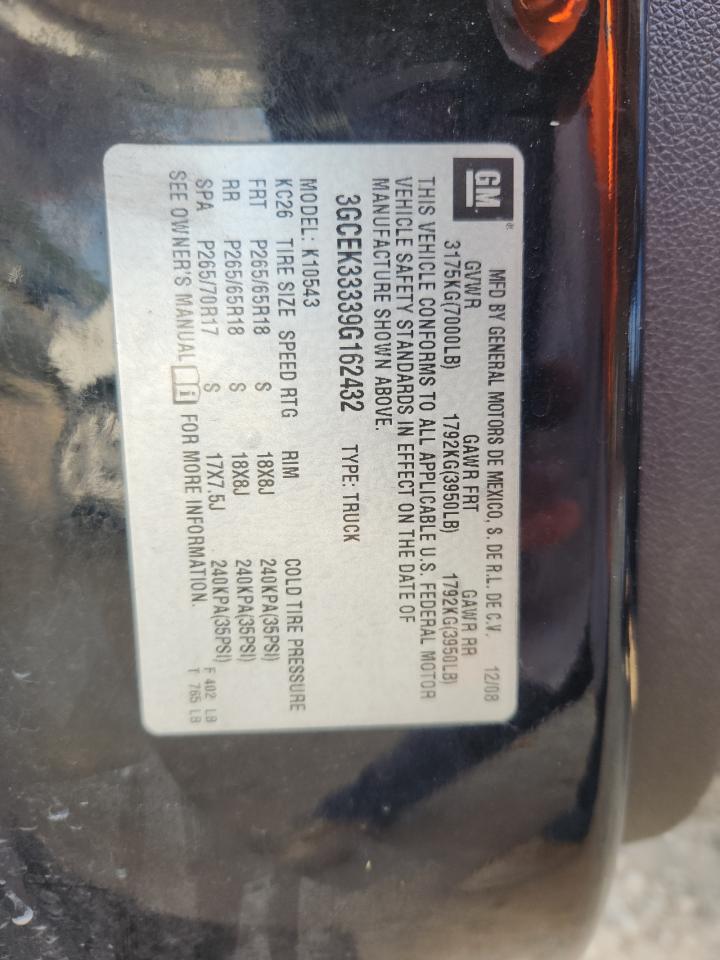 GM
®
MFD BY GENERAL MOTORS DE MEXICO, S. DE R.L. DE C.V. 12/08
GVWR GAWR FRT GAWR RR
3175KG(7000LB) 1792KG(3950LB) 1792KG(3950LB)
THIS VEHICLE CONFORMS TO ALL APPLICABLE U.S. FEDERAL MOTOR
VEHICLE SAFETY STANDARDS IN EFFECT ON THE DATE OF
MANUFACTURE SHOWN ABOVE.
3GCEK33339G162432 TYPE: TRUCK
MODEL: K10543
KC26 TIRE SIZE SPEED RTG RIM COLD TIRE PRESSURE
FRT P265/65R18 S 18X8J 240KPA(35PSI)
RR P265/65R18 S 18X8J 240KPA(35PSI)
SPA P265/70R17 S 17X7.5J 240KPA(35PSI)
SEE OWNER'S MANUAL i FOR MORE INFORMATION.
F 402 LB
T 765 LB